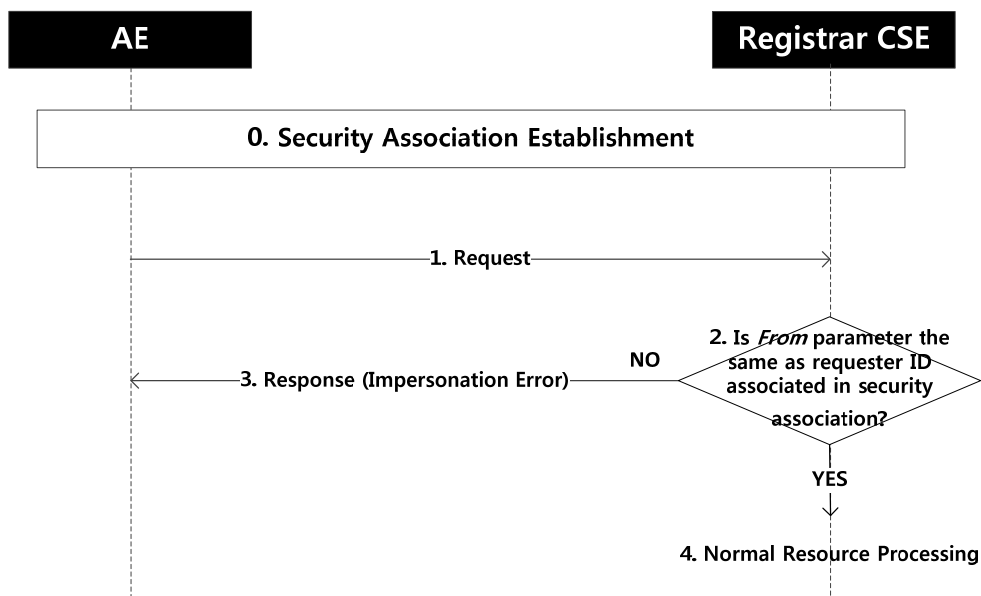 AE
Registrar CSE
0. Security Association Establishment
1. Request
2. Is From parameter the
same as requester ID
associated in security
association?
NO
3. Response (Impersonation Error)
YES
4. Normal Resource Processing